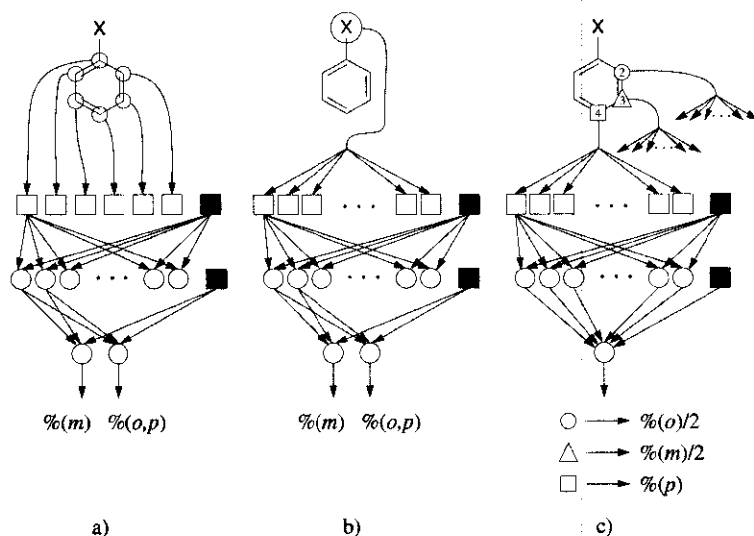 X
X
X
2
3
4
%(m) %(o,p)
%(m) %(o,p)
%(o)/2
%(m)/2
%(p)
a)
b)
c)